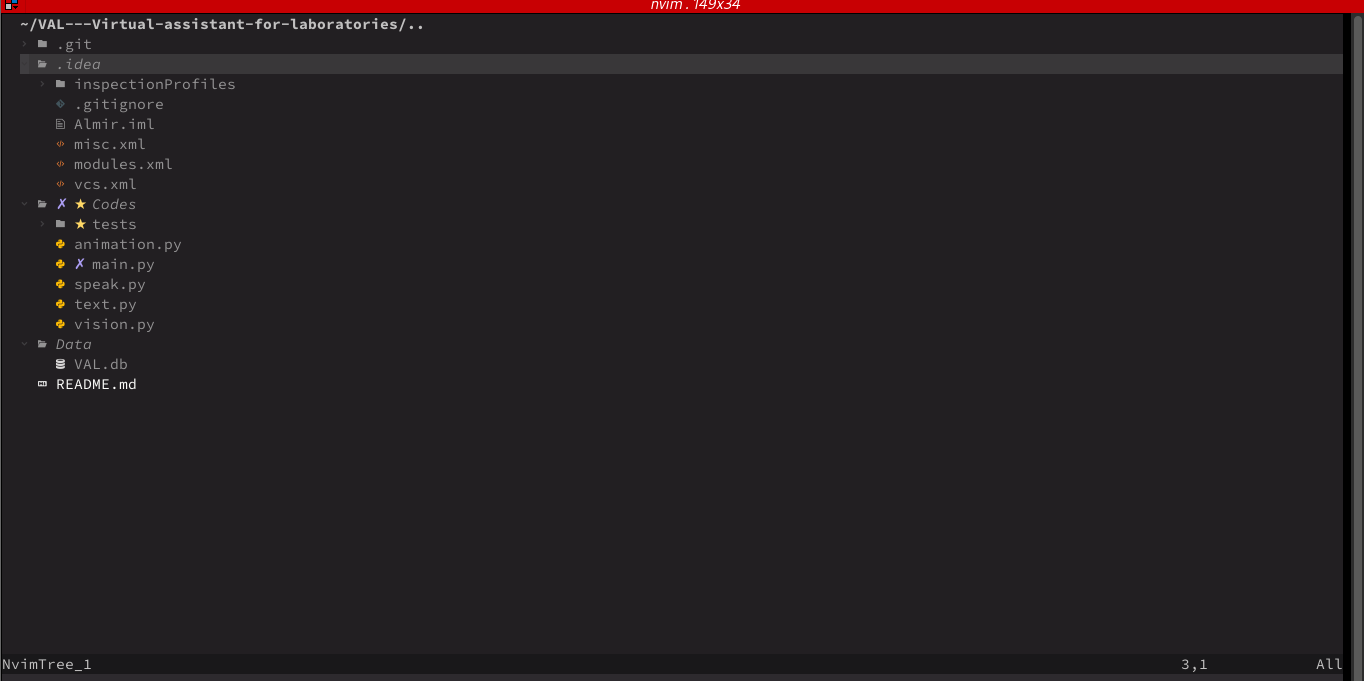 nvim . 149x34
~/VAL---Virtual-assistant-for-laboratories/..
.git
.idea
inspectionProfiles
.gitignore
Almir.iml
misc.xml
modules.xml
vcs.xml
✗ ★ Codes
★ tests
animation.py
✗ main.py
speak.py
text.py
vision.py
Data
VAL.db
README.md
NvimTree_1 3,1 All